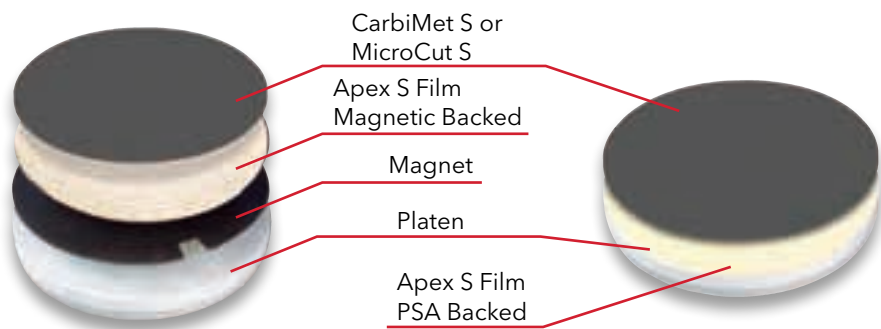 CarbiMet S or
MicroCut S
Apex S Film
Magnetic Backed
Magnet
Platen
Apex S Film
PSA Backed